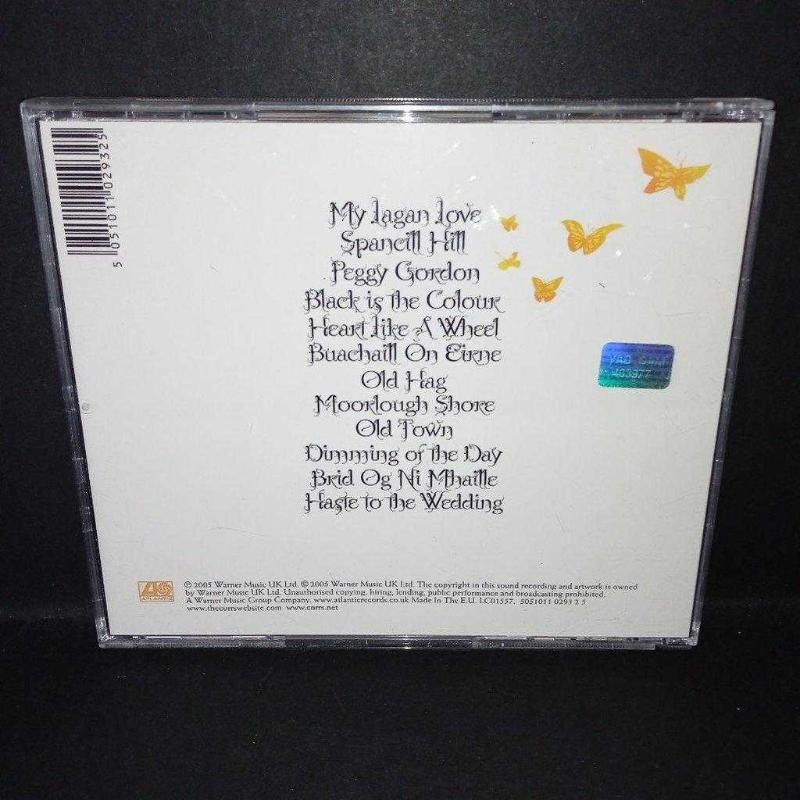 5 051011 029325
My Lagan Love
Spancill Hill
Peggy Gordon
Black is the Colour
Heart Like A Wheel
Buachaill On Eirne
Old Hag
Moorlough Shore
Old Town
Dimming of the Day
Brid Og Ni Mhaille
Haste to the Wedding
ATLANTIC
℗ 2005 Warner Music UK Ltd. © 2005 Warner Music UK Ltd. The copyright in this sound recording and artwork is owned
by Warner Music UK Ltd. Unauthorised copying, hiring, lending, public performance and broadcasting prohibited.
A Warner Music Group Company. www.atlanticrecords.co.uk Made In The E.U. LC01557. 5051011 0293 2 5
www.thecorrswebsite.com www.corrs.net